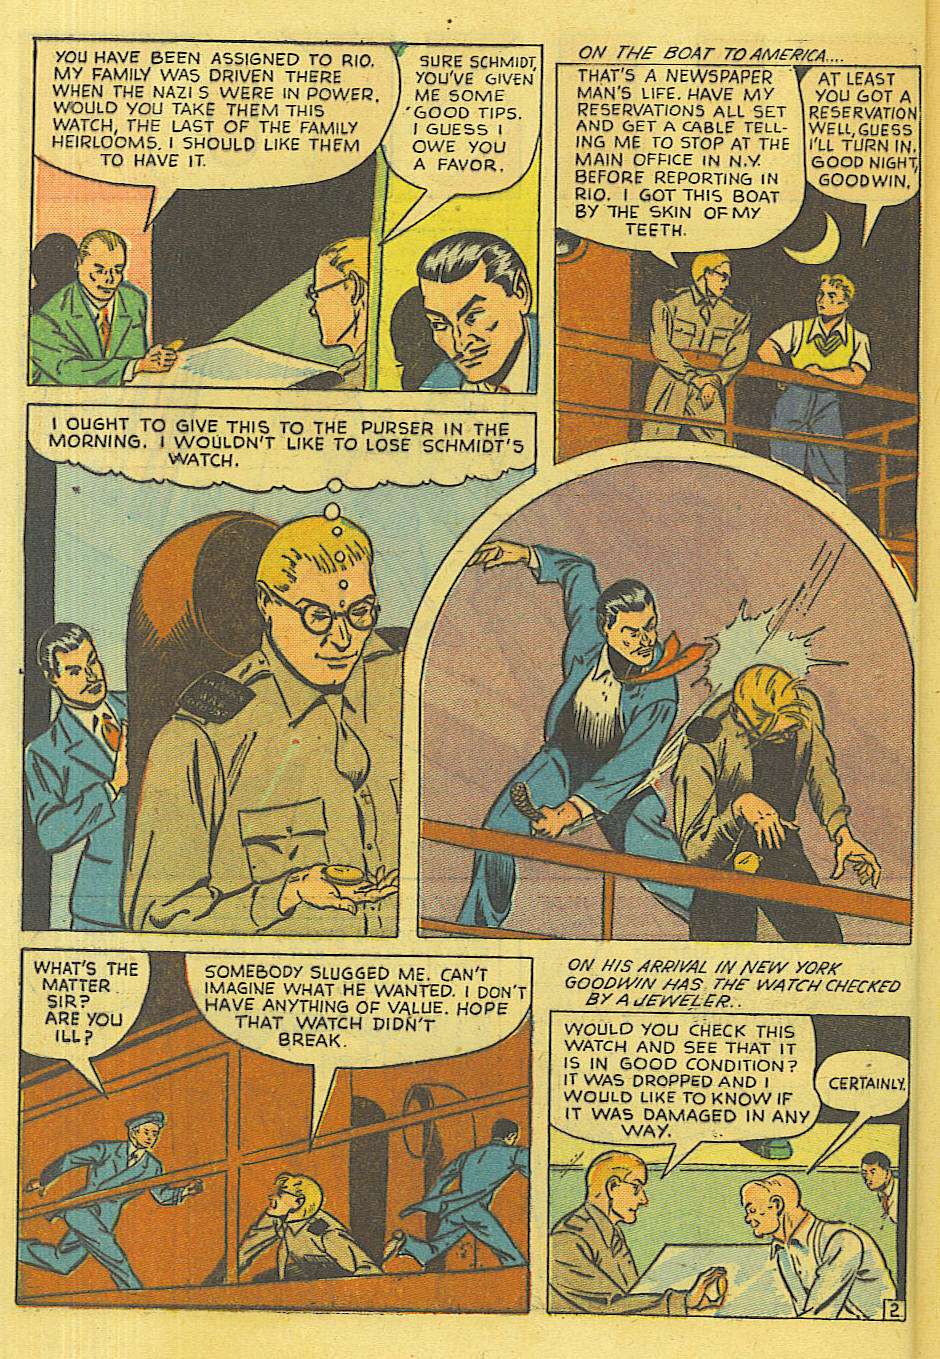 YOU HAVE BEEN ASSIGNED TO RIO.
MY FAMILY WAS DRIVEN THERE
WHEN THE NAZIS WERE IN POWER.
WOULD YOU TAKE THEM THIS
WATCH, THE LAST OF THE FAMILY
HEIRLOOMS. I SHOULD LIKE THEM
TO HAVE IT.
SURE SCHMIDT,
YOU'VE GIVEN
ME SOME
GOOD TIPS.
I GUESS I
OWE YOU
A FAVOR.
ON THE BOAT TO AMERICA....
THAT'S A NEWSPAPER
MAN'S LIFE. HAVE MY
RESERVATIONS ALL SET
AND GET A CABLE TELL-
ING ME TO STOP AT THE
MAIN OFFICE IN N.Y.
BEFORE REPORTING IN
RIO. I GOT THIS BOAT
BY THE SKIN OF MY
TEETH.
AT LEAST
YOU GOT A
RESERVATION
WELL, GUESS
I'LL TURN IN.
GOOD NIGHT,
GOODWIN.
I OUGHT TO GIVE THIS TO THE PURSER IN THE
MORNING. I WOULDN'T LIKE TO LOSE SCHMIDT'S
WATCH.
WHAT'S THE
MATTER
SIR?
ARE YOU
ILL?
SOMEBODY SLUGGED ME. CAN'T
IMAGINE WHAT HE WANTED. I DON'T
HAVE ANYTHING OF VALUE. HOPE
THAT WATCH DIDN'T
BREAK.
ON HIS ARRIVAL IN NEW YORK
GOODWIN HAS THE WATCH CHECKED
BY A JEWELER..
WOULD YOU CHECK THIS
WATCH AND SEE THAT IT
IS IN GOOD CONDITION?
IT WAS DROPPED AND I
WOULD LIKE TO KNOW IF
IT WAS DAMAGED IN ANY
WAY.
CERTAINLY.
2